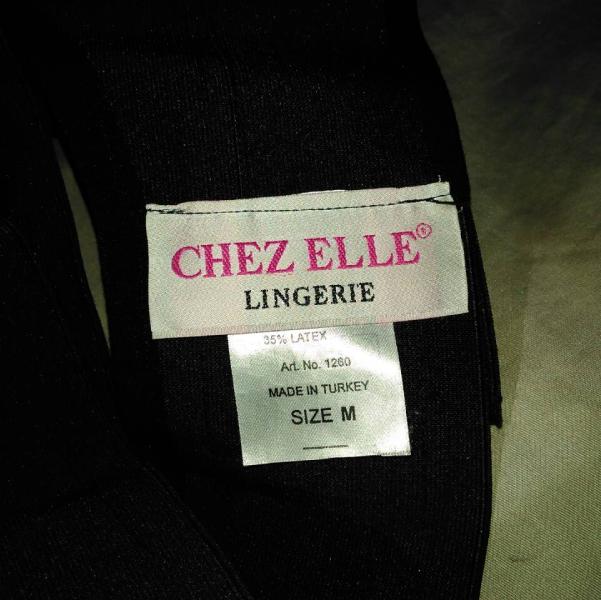 CHEZ ELLE®
LINGERIE
35% LATEX
Art. No. 1260
MADE IN TURKEY
SIZE M